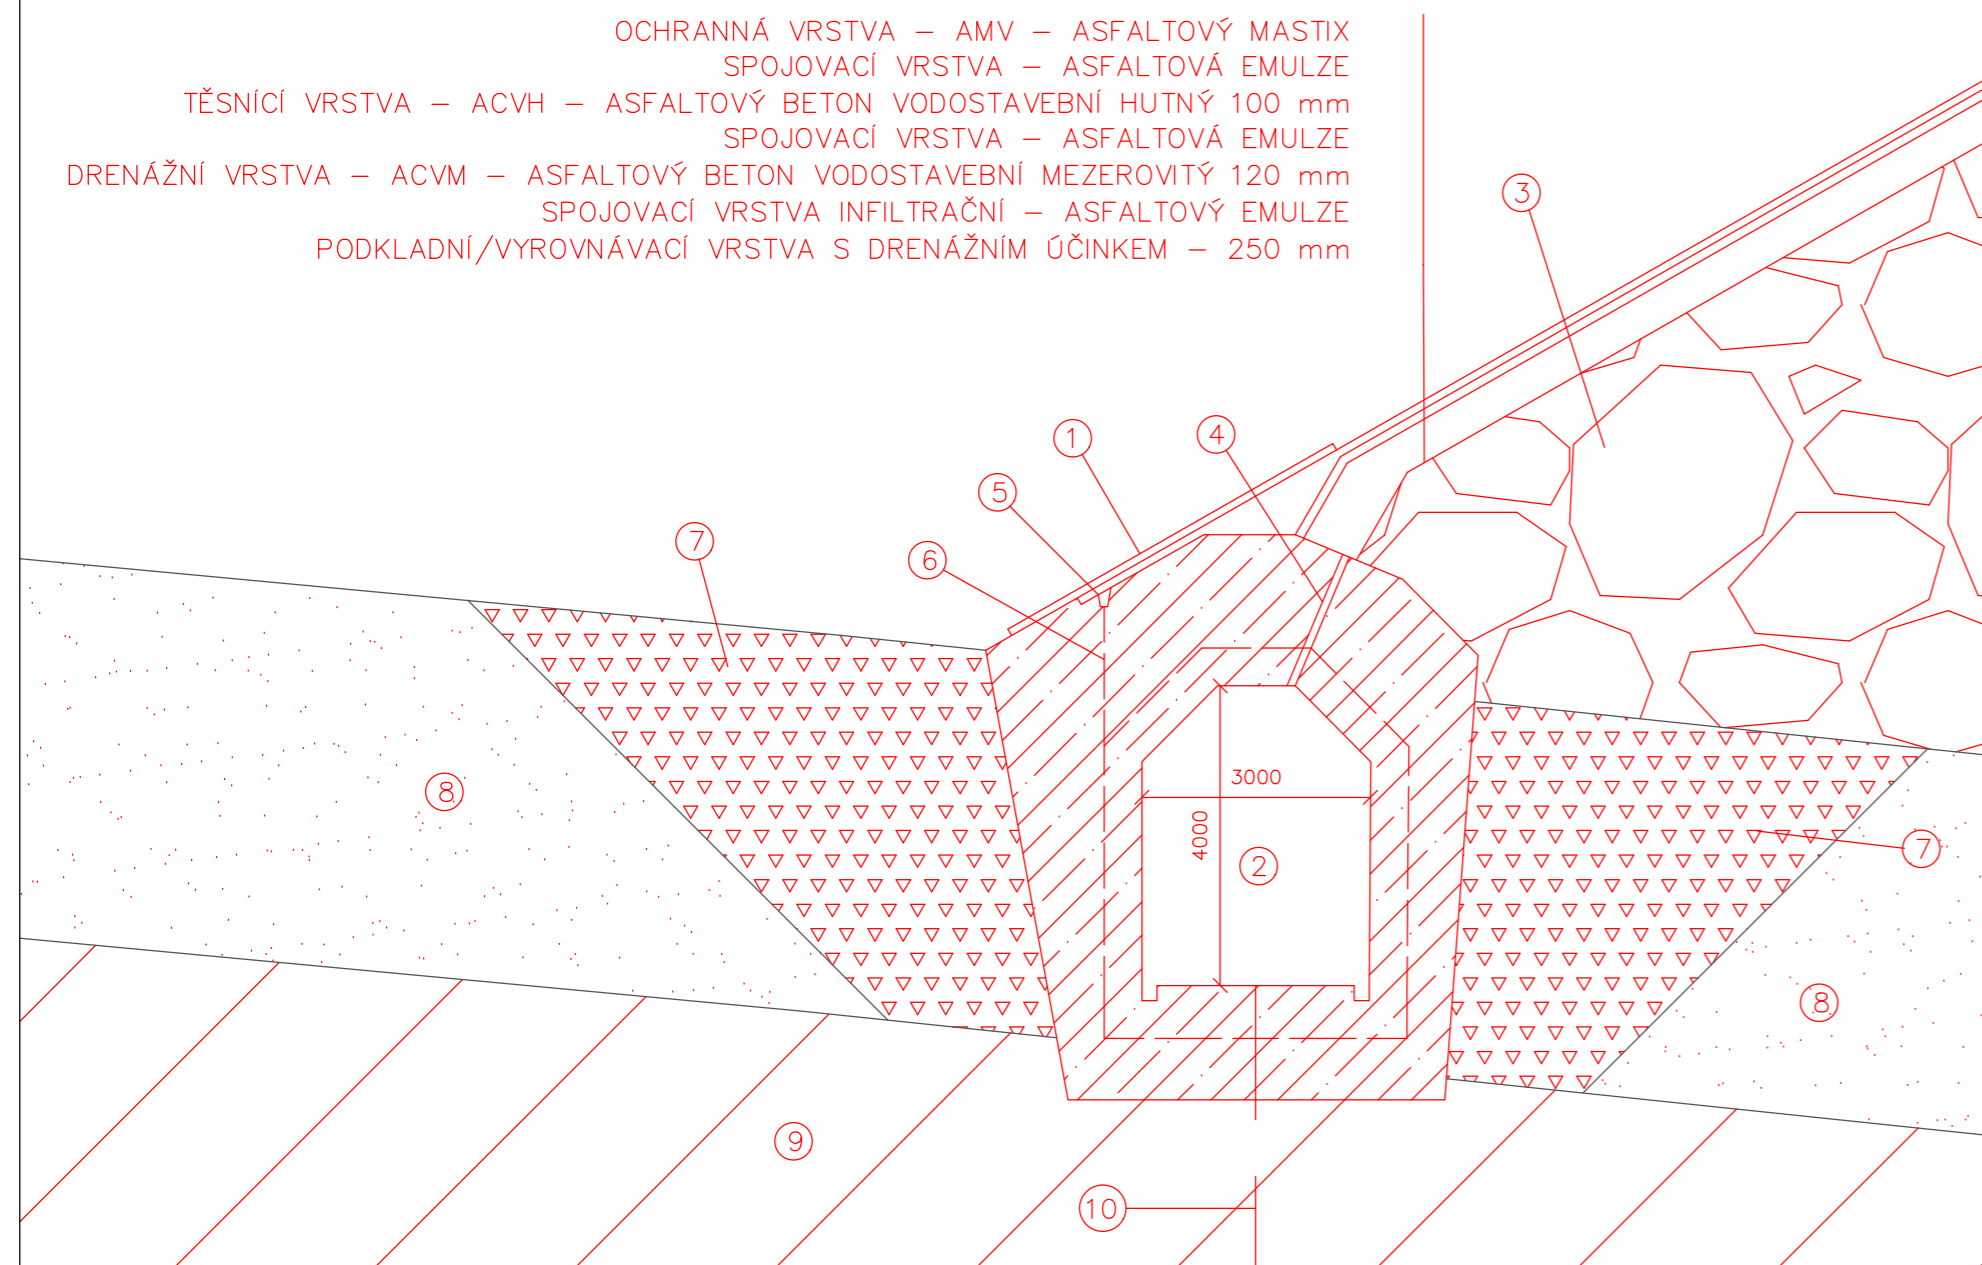 OCHRANNÁ VRSTVA – AMV – ASFALTOVÝ MASTIX
SPOJOVACÍ VRSTVA – ASFALTOVÁ EMULZE
TĚSNÍCÍ VRSTVA – ACVH – ASFALTOVÝ BETON VODOSTAVEBNÍ HUTNÝ 100 mm
SPOJOVACÍ VRSTVA – ASFALTOVÁ EMULZE
DRENÁŽNÍ VRSTVA – ACVM – ASFALTOVÝ BETON VODOSTAVEBNÍ MEZEROVITÝ 120 mm
SPOJOVACÍ VRSTVA INFILTRAČNÍ – ASFALTOVÝ EMULZE
PODKLADNÍ/VYROVNÁVACÍ VRSTVA S DRENÁŽNÍM ÚČINKEM – 250 mm
3
1
4
5
7
6
3000
8
4000
2
7
8
9
10